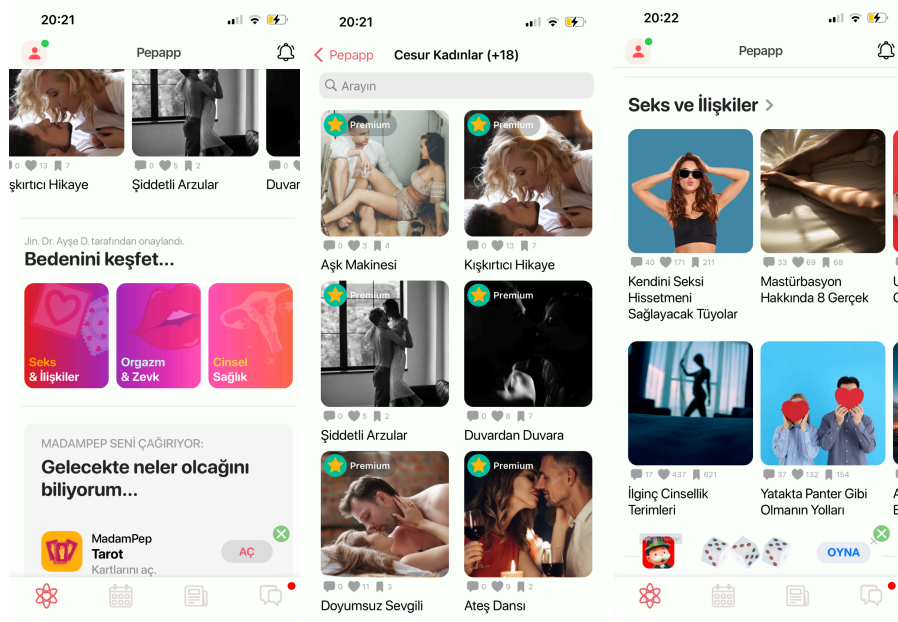 20:21
Pepapp
0 13 7
0 5 2
0
şkırtıcı Hikaye
Şiddetli Arzular
Duvar
Jin. Dr. Ayşe D. tarafından onaylandı.
Bedenini keşfet...
Seks
& İlişkiler
Orgazm
& Zevk
Cinsel
Sağlık
MADAMPEP SENİ ÇAĞIRIYOR:
Gelecekte neler olcağını
biliyorum...
MadamPep
Tarot
Kartlarını aç.
AÇ
20:21
Pepapp
Cesur Kadınlar (+18)
Arayın
Premium
Premium
0 3 4
0 13 7
Aşk Makinesi
Kışkırtıcı Hikaye
Premium
Premium
0 5 2
0 8 7
Şiddetli Arzular
Duvardan Duvara
Premium
Premium
0 11 3
0 9 2
Doyumsuz Sevgili
Ateş Dansı
20:22
Pepapp
Seks ve İlişkiler
40 171 211
33 69 68
Kendini Seksi
Hissetmeni
Sağlayacak Tüyolar
Mastürbasyon
Hakkında 8 Gerçek
17 437 621
37 132 154
İlginç Cinsellik
Terimleri
Yatakta Panter Gibi
Olmanın Yolları
OYNA